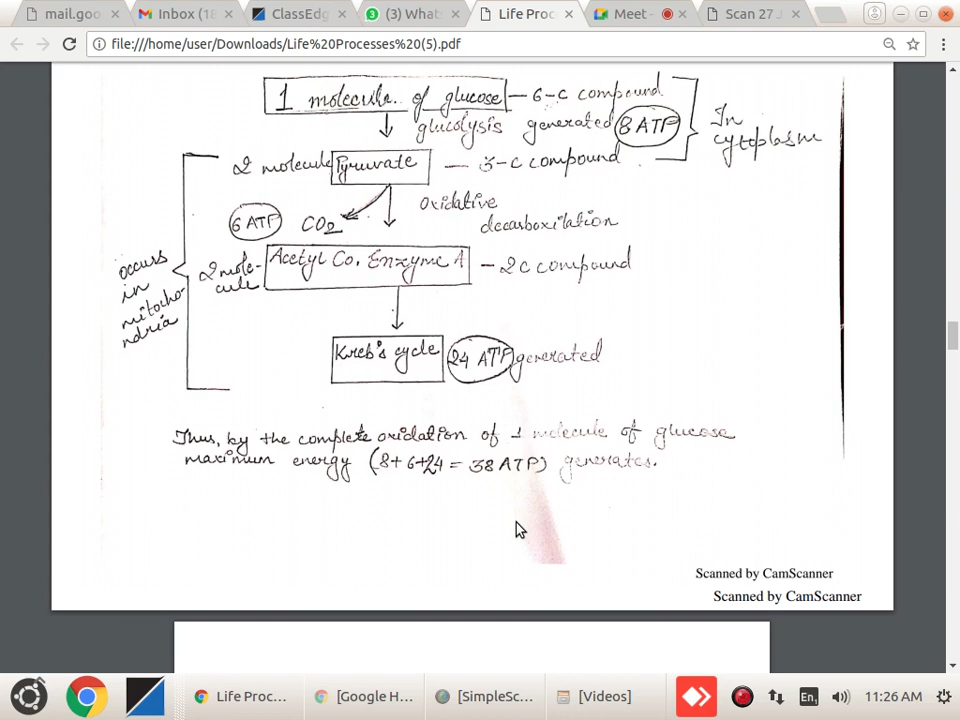 mail.goo
Inbox (18
ClassEdg
(3) What
Life Proc
Meet -
Scan 27 J
file:///home/user/Downloads/Life%20Processes%20(5).pdf
1 molecule of glucose — 6-C compound
glucolysis generated 8 ATP
In cytoplasm
2 molecule Pyruvate — 3-C compound
6 ATP CO2
oxidative
decarboxilation
occurs
in
mitocho-
ndria
2 mole-
cule
Acetyl Co. Enzyme A — 2C compound
Kreb's cycle 24 ATP generated
Thus, by the complete oxidation of 1 molecule of glucose
maximum energy (8+6+24 = 38 ATP) generates.
Scanned by CamScanner
Scanned by CamScanner
Life Proc...
[Google H...
[SimpleSc...
[Videos]
En
11:26 AM